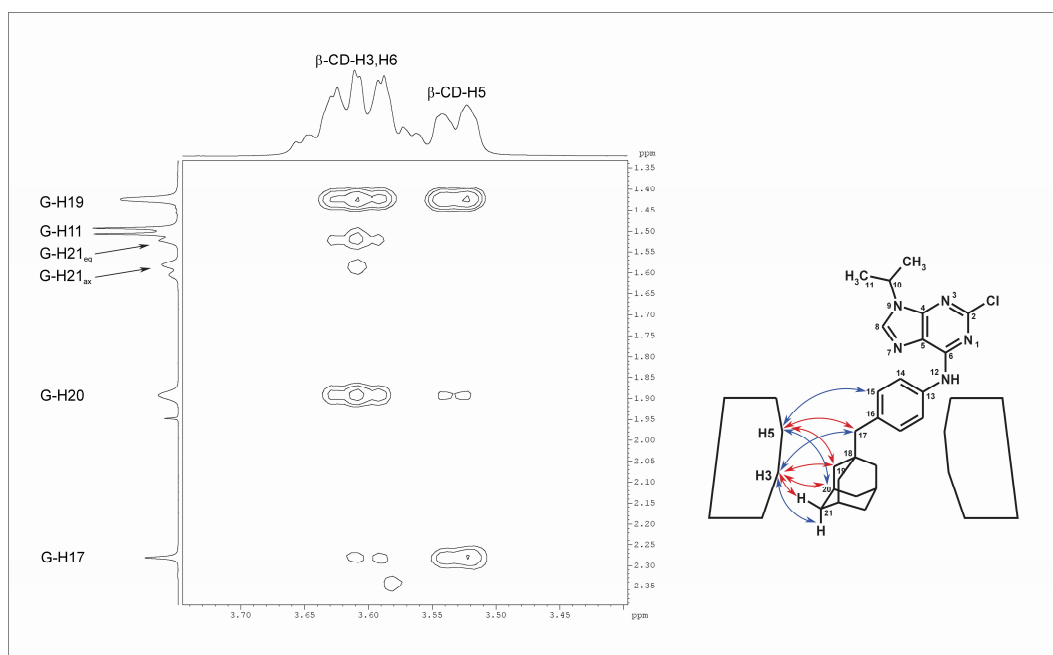 β-CD-H3,H6
β-CD-H5
ppm
G-H19
G-H11
G-H21eq
G-H21ax
G-H20
G-H17
1.35
1.40
1.45
1.50
1.55
1.60
1.65
1.70
1.75
1.80
1.85
1.90
1.95
2.00
2.05
2.10
2.15
2.20
2.25
2.30
2.35
3.70
3.65
3.60
3.55
3.50
3.45
ppm
CH3
H3C
11
10
N
9
4
N
3
2
Cl
8
N
7
5
6
N
1
12
NH
14
13
15
16
17
H5
18
H3
19
20
H
21
H